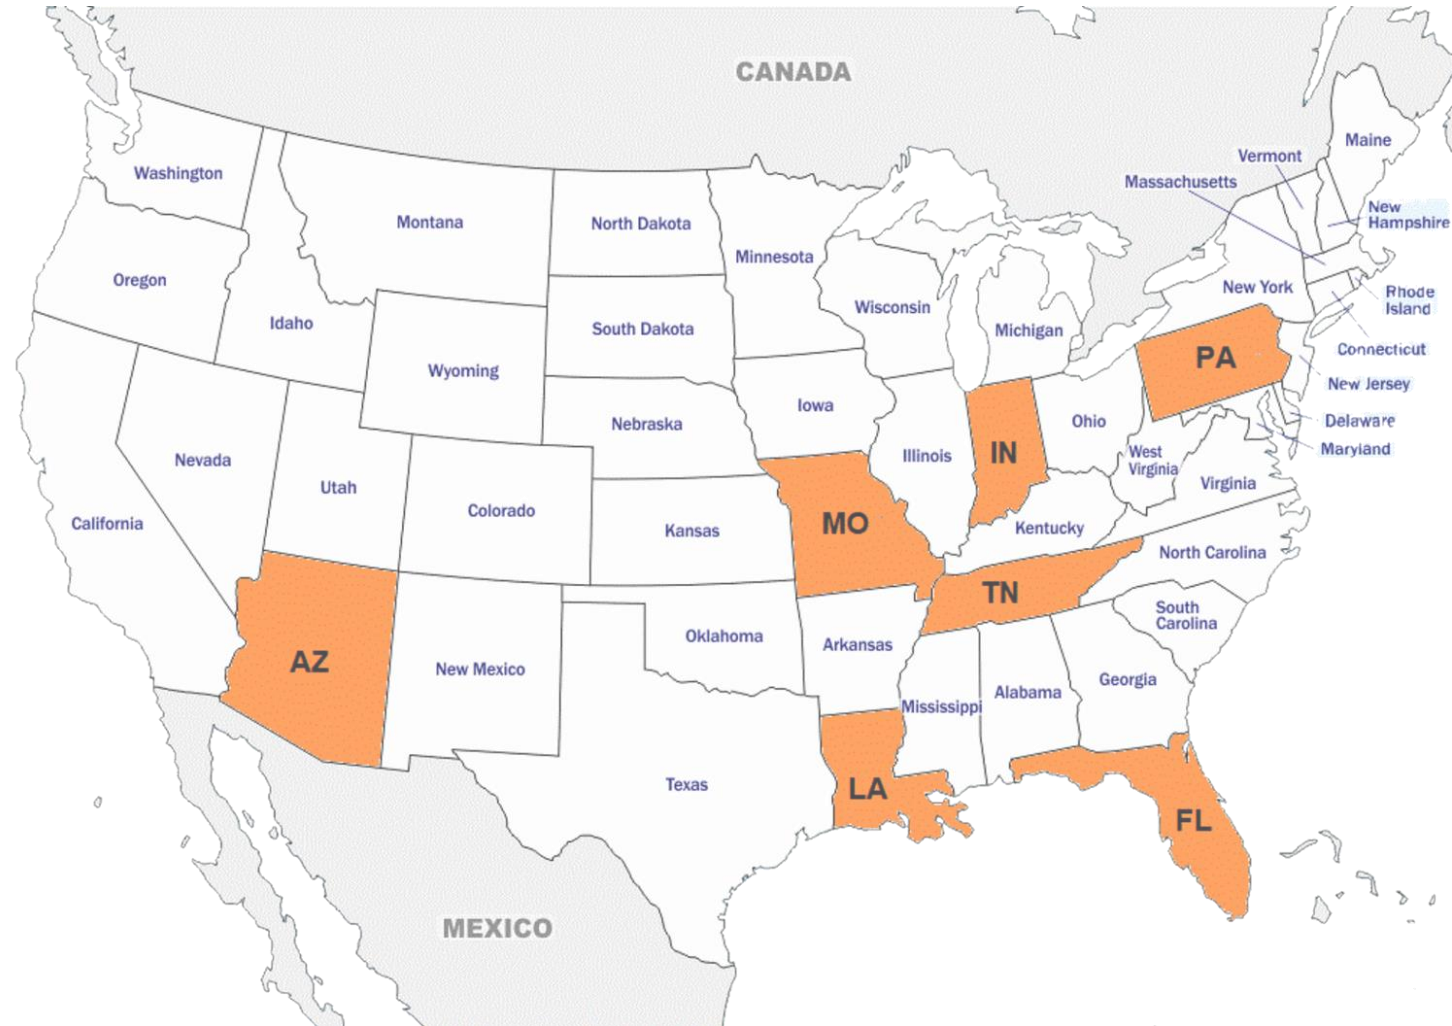 CANADA
Maine
Vermont
Massachusetts
Washington
New
Hampshire
Montana
North Dakota
Minnesota
Oregon
New York
Rhode
Island
Wisconsin
Idaho
South Dakota
Michigan
Connecticut
PA
Wyoming
New Jersey
Iowa
Nebraska
Ohio
Delaware
Maryland
IN
Illinois
West
Virginia
Nevada
Utah
Virginia
Colorado
California
MO
Kansas
Kentucky
North Carolina
TN
South
Carolina
Oklahoma
Arkansas
AZ
New Mexico
Georgia
Alabama
Mississippi
Texas
LA
FL
MEXICO